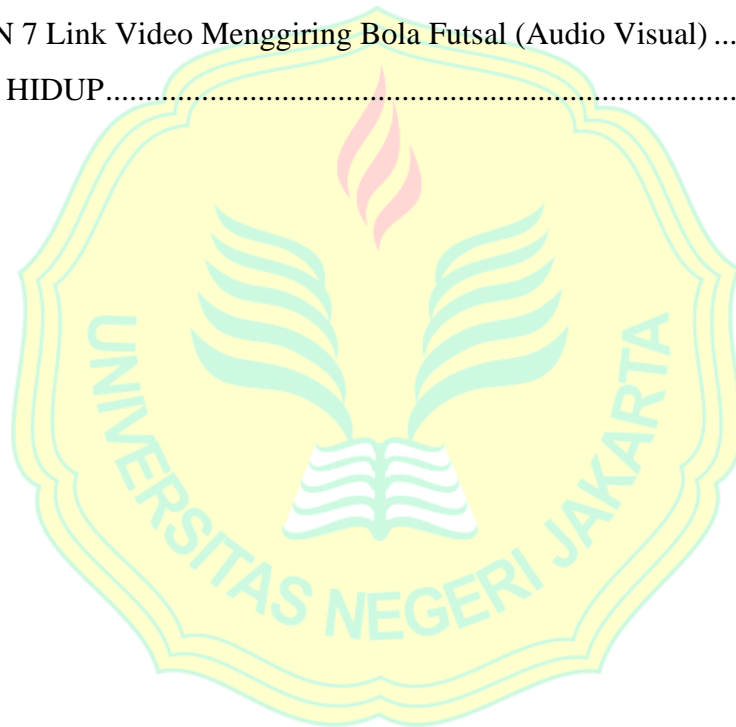 N 7 Link Video Menggiring Bola Futsal (Audio Visual) ...
HIDUP..........................................................................
UNIVERSITAS NEGERI JAKARTA